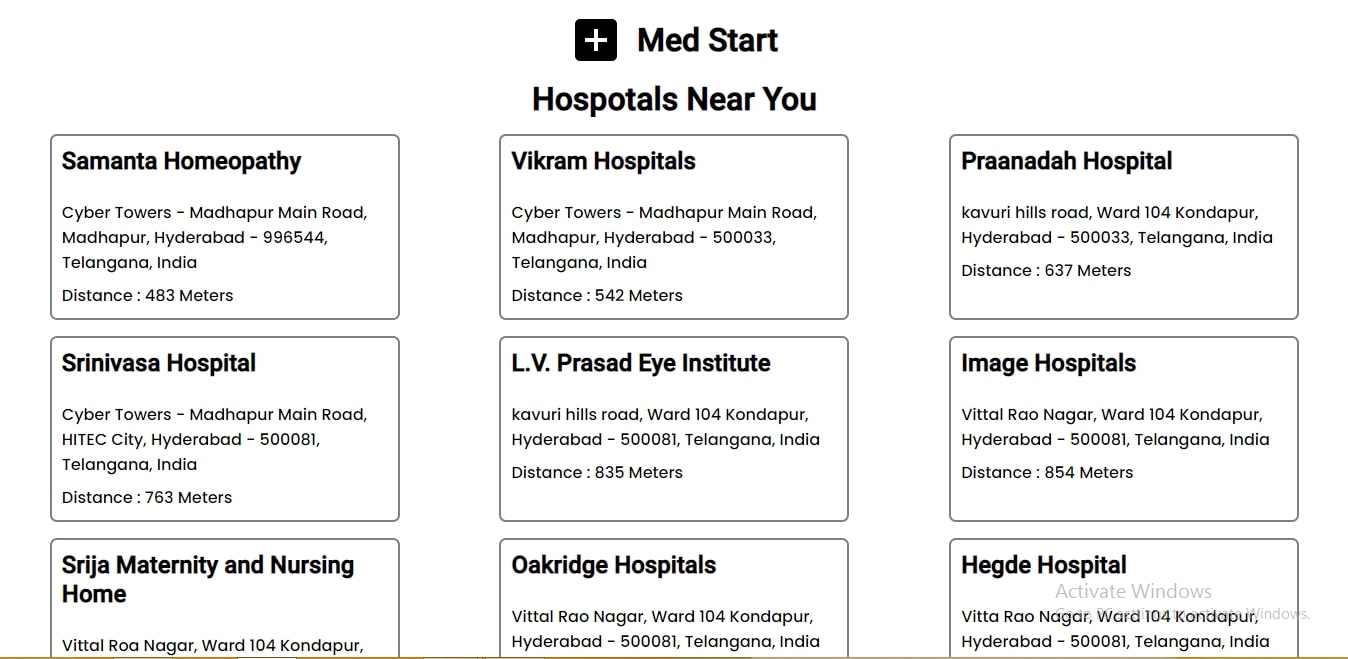 Med Start
Hospotals Near You
Samanta Homeopathy
Cyber Towers - Madhapur Main Road,
Madhapur, Hyderabad - 996544,
Telangana, India
Distance : 483 Meters
Vikram Hospitals
Cyber Towers - Madhapur Main Road,
Madhapur, Hyderabad - 500033,
Telangana, India
Distance : 542 Meters
Praanadah Hospital
kavuri hills road, Ward 104 Kondapur,
Hyderabad - 500033, Telangana, India
Distance : 637 Meters
Srinivasa Hospital
Cyber Towers - Madhapur Main Road,
HITEC City, Hyderabad - 500081,
Telangana, India
Distance : 763 Meters
L.V. Prasad Eye Institute
kavuri hills road, Ward 104 Kondapur,
Hyderabad - 500081, Telangana, India
Distance : 835 Meters
Image Hospitals
Vittal Rao Nagar, Ward 104 Kondapur,
Hyderabad - 500081, Telangana, India
Distance : 854 Meters
Srija Maternity and Nursing
Home
Vittal Roa Nagar, Ward 104 Kondapur,
Oakridge Hospitals
Vittal Rao Nagar, Ward 104 Kondapur,
Hyderabad - 500081, Telangana, India
Hegde Hospital
Vitta Rao Nagar, Ward 104 Kondapur,
Hyderabad - 500081, Telangana, India
Activate Windows
Go to PC settings to activate Windows.